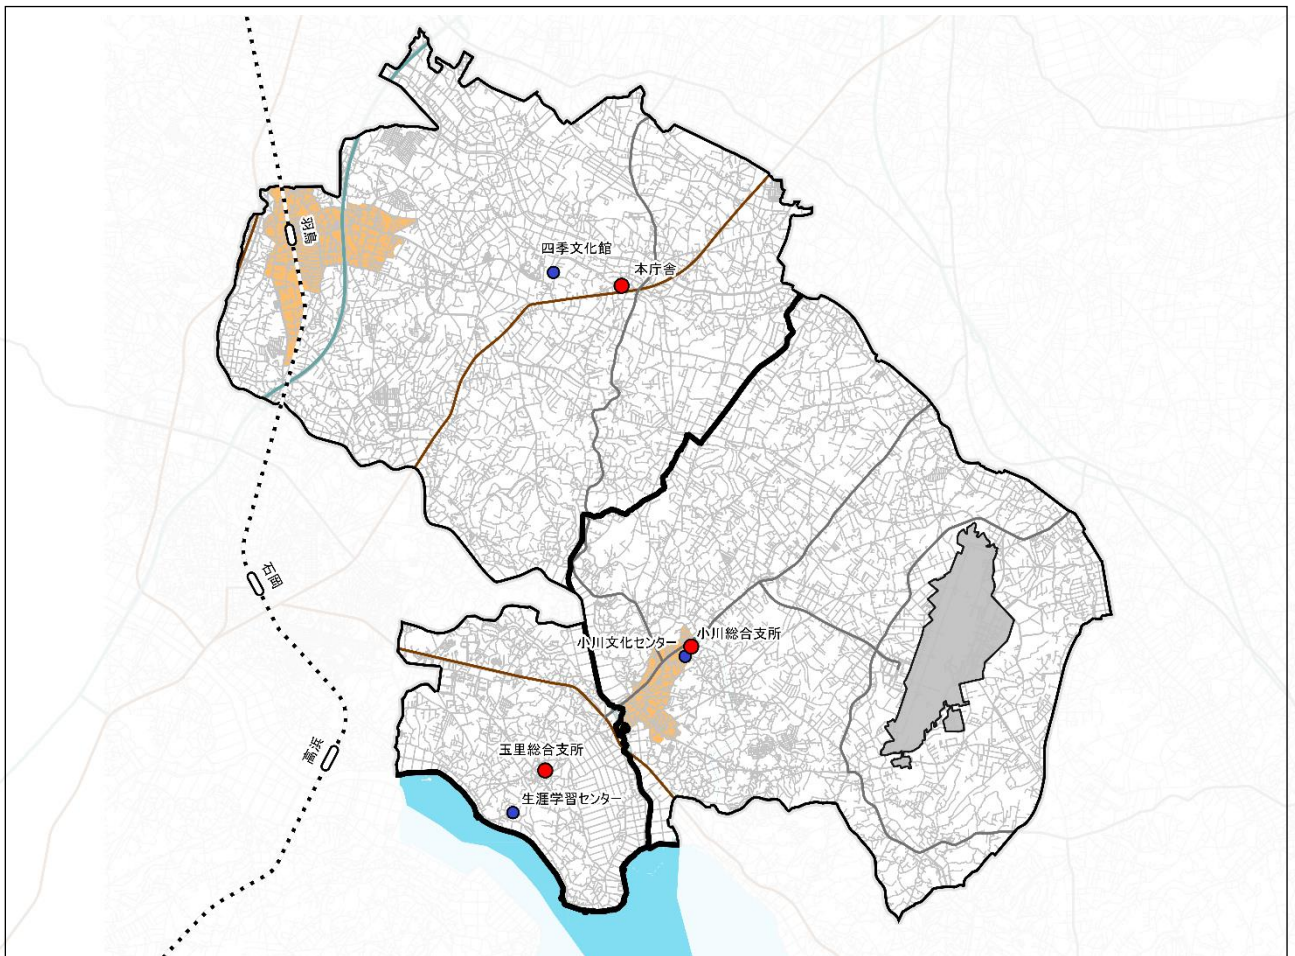 羽鳥
四季文化館
本庁舎
石岡
小川文化センター
小川総合支所
高浜
玉里総合支所
生涯学習センター